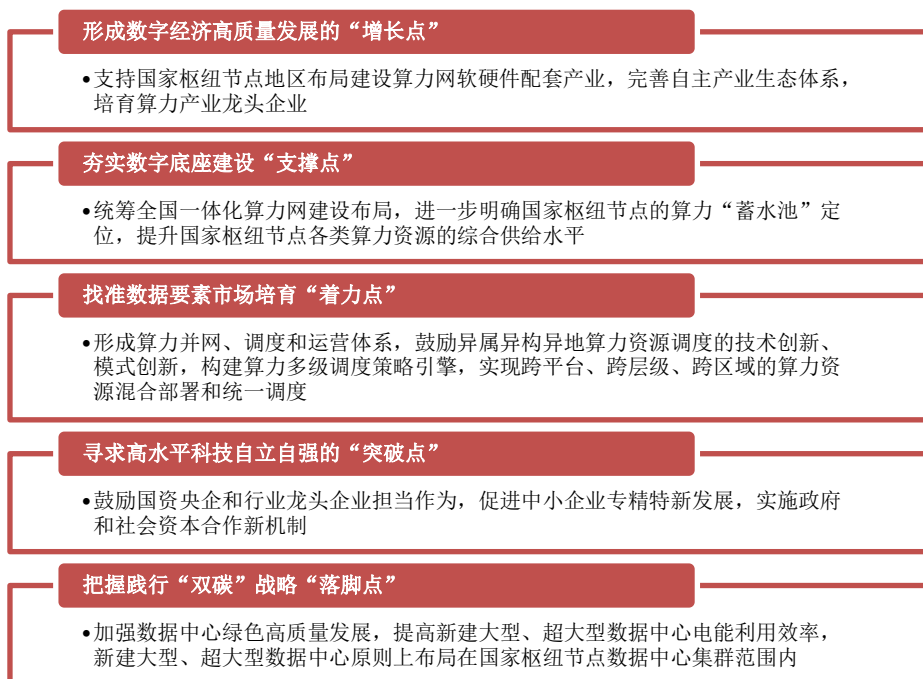 形成数字经济高质量发展的“增长点”
•支持国家枢纽节点地区布局建设算力网软硬件配套产业，完善自主产业生态体系，
培育算力产业龙头企业
夯实数字底座建设“支撑点”
•统筹全国一体化算力网建设布局，进一步明确国家枢纽节点的算力“蓄水池”定
位，提升国家枢纽节点各类算力资源的综合供给水平
找准数据要素市场培育“着力点”
•形成算力并网、调度和运营体系，鼓励异属异构异地算力资源调度的技术创新、
模式创新，构建算力多级调度策略引擎，实现跨平台、跨层级、跨区域的算力资
源混合部署和统一调度
寻求高水平科技自立自强的“突破点”
•鼓励国资央企和行业龙头企业担当作为，促进中小企业专精特新发展，实施政府
和社会资本合作新机制
把握践行“双碳”战略“落脚点”
•加强数据中心绿色高质量发展，提高新建大型、超大型数据中心电能利用效率，
新建大型、超大型数据中心原则上布局在国家枢纽节点数据中心集群范围内